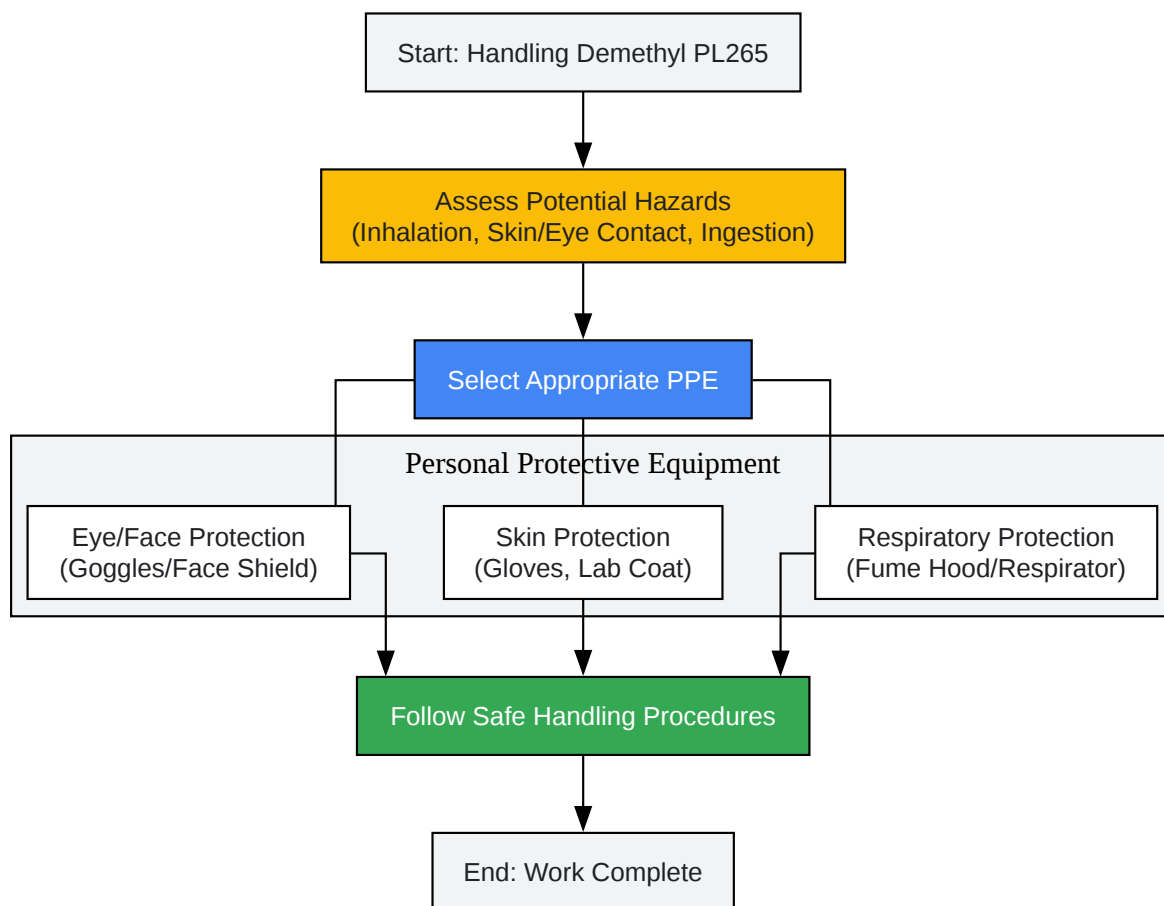 Start: Handling Demethyl PL265
Assess Potential Hazards
(Inhalation, Skin/Eye Contact, Ingestion)
Select Appropriate PPE
Personal Protective Equipment
Eye/Face Protection
(Goggles/Face Shield)
Skin Protection
(Gloves, Lab Coat)
Respiratory Protection
(Fume Hood/Respirator)
Follow Safe Handling Procedures
End: Work Complete